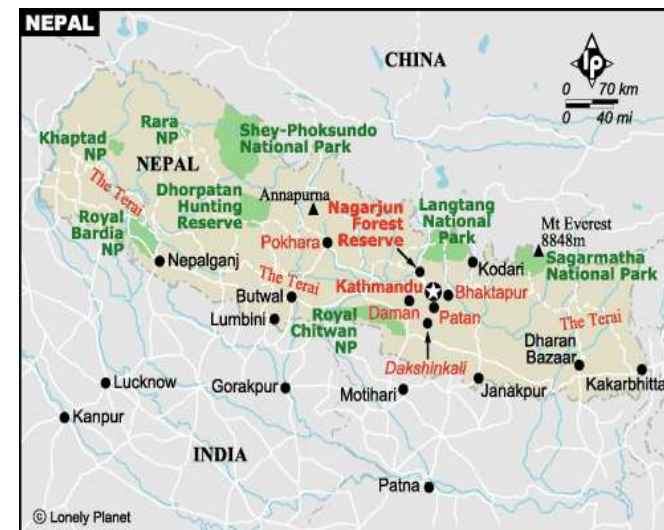 NEPAL
CHINA
lp
0 70 km
0 40 mi
Khaptad
NP
Rara
NP
Shey-Phoksundo
National Park
NEPAL
The Terai
Dhorpatan
Hunting
Reserve
Annapurna
Nagarjun
Forest
Reserve
Langtang
National
Park
Mt Everest
8848m
Royal
Bardia
NP
Pokhara
Kodari
Sagarmatha
National Park
Nepalganj
The Terai
Kathmandu
Bhaktapur
Butwal
Daman
Patan
The Terai
Lumbini
Royal
Chitwan
NP
Dharan
Bazaar
Dakshinkali
Kakarbhitta
Lucknow
Gorakpur
Motihari
Janakpur
Kanpur
INDIA
Patna
© Lonely Planet